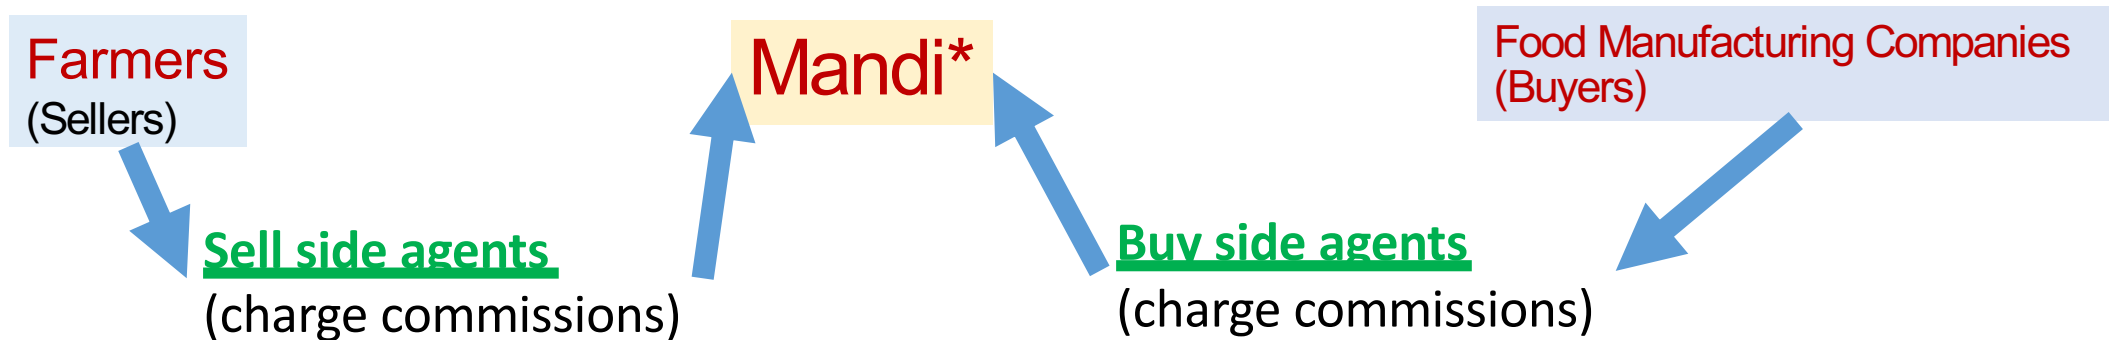 Farmers
(Sellers)
Mandi*
Food Manufacturing Companies
(Buyers)
Sell side agents
(charge commissions)
Buy side agents
(charge commissions)